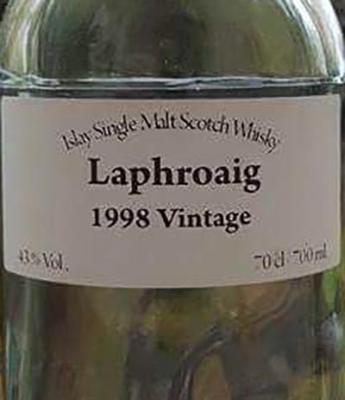 Islay Single Malt Scotch Whisky
Laphroaig
1998 Vintage
43% Vol. 70 cl / 700 ml